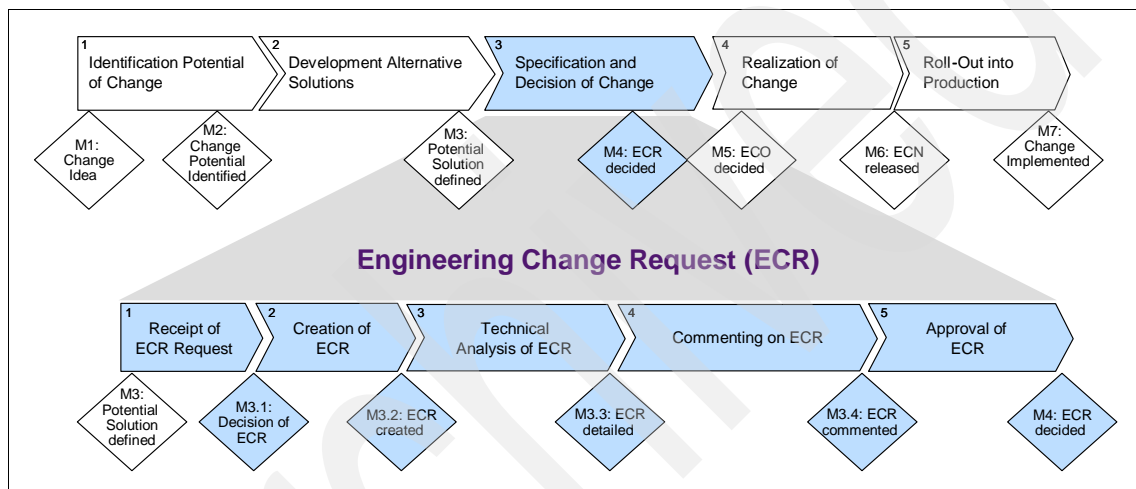 1
Identification Potential
of Change
2
Development Alternative
Solutions
3
Specification and
Decision of Change
4
Realization of
Change
5
Roll-Out into
Production
M1:
Change
Idea
M2:
Change
Potential
Identified
M3:
Potential
Solution
defined
M4: ECR
decided
M5: ECO
decided
M6: ECN
released
M7:
Change
Implemented
Engineering Change Request (ECR)
1
Receipt of
ECR Request
2
Creation of
ECR
3
Technical
Analysis of ECR
4
Commenting on ECR
5
Approval of
ECR
M3:
Potential
Solution
defined
M3.1:
Decision of
ECR
M3.2: ECR
created
M3.3: ECR
detailed
M3.4: ECR
commented
M4: ECR
decided